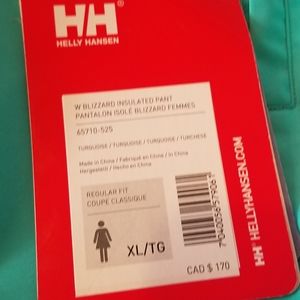 HH
HELLY HANSEN
W BLIZZARD INSULATED PANT
PANTALON ISOLÉ BLIZZARD FEMMES
65710-525
TURQUOISE / TURQUOISE / TURQUOISE / TURCHESE
Made in China / Fabriqué en Chine / in China
Hergestellt / Hecho en China
REGULAR FIT
COUPE CLASSIQUE
XL/TG
CAD $ 170
7040056579061
HH HELLYHANSEN.COM